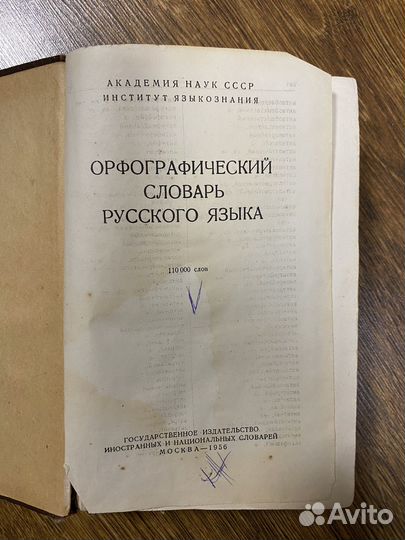 АКАДЕМИЯ НАУК СССР
ИНСТИТУТ ЯЗЫКОЗНАНИЯ
ОРФОГРАФИЧЕСКИЙ
СЛОВАРЬ
РУССКОГО ЯЗЫКА
110 000 слов
ГОСУДАРСТВЕННОЕ ИЗДАТЕЛЬСТВО
ИНОСТРАННЫХ И НАЦИОНАЛЬНЫХ СЛОВАРЕЙ
МОСКВА—1956
Avito